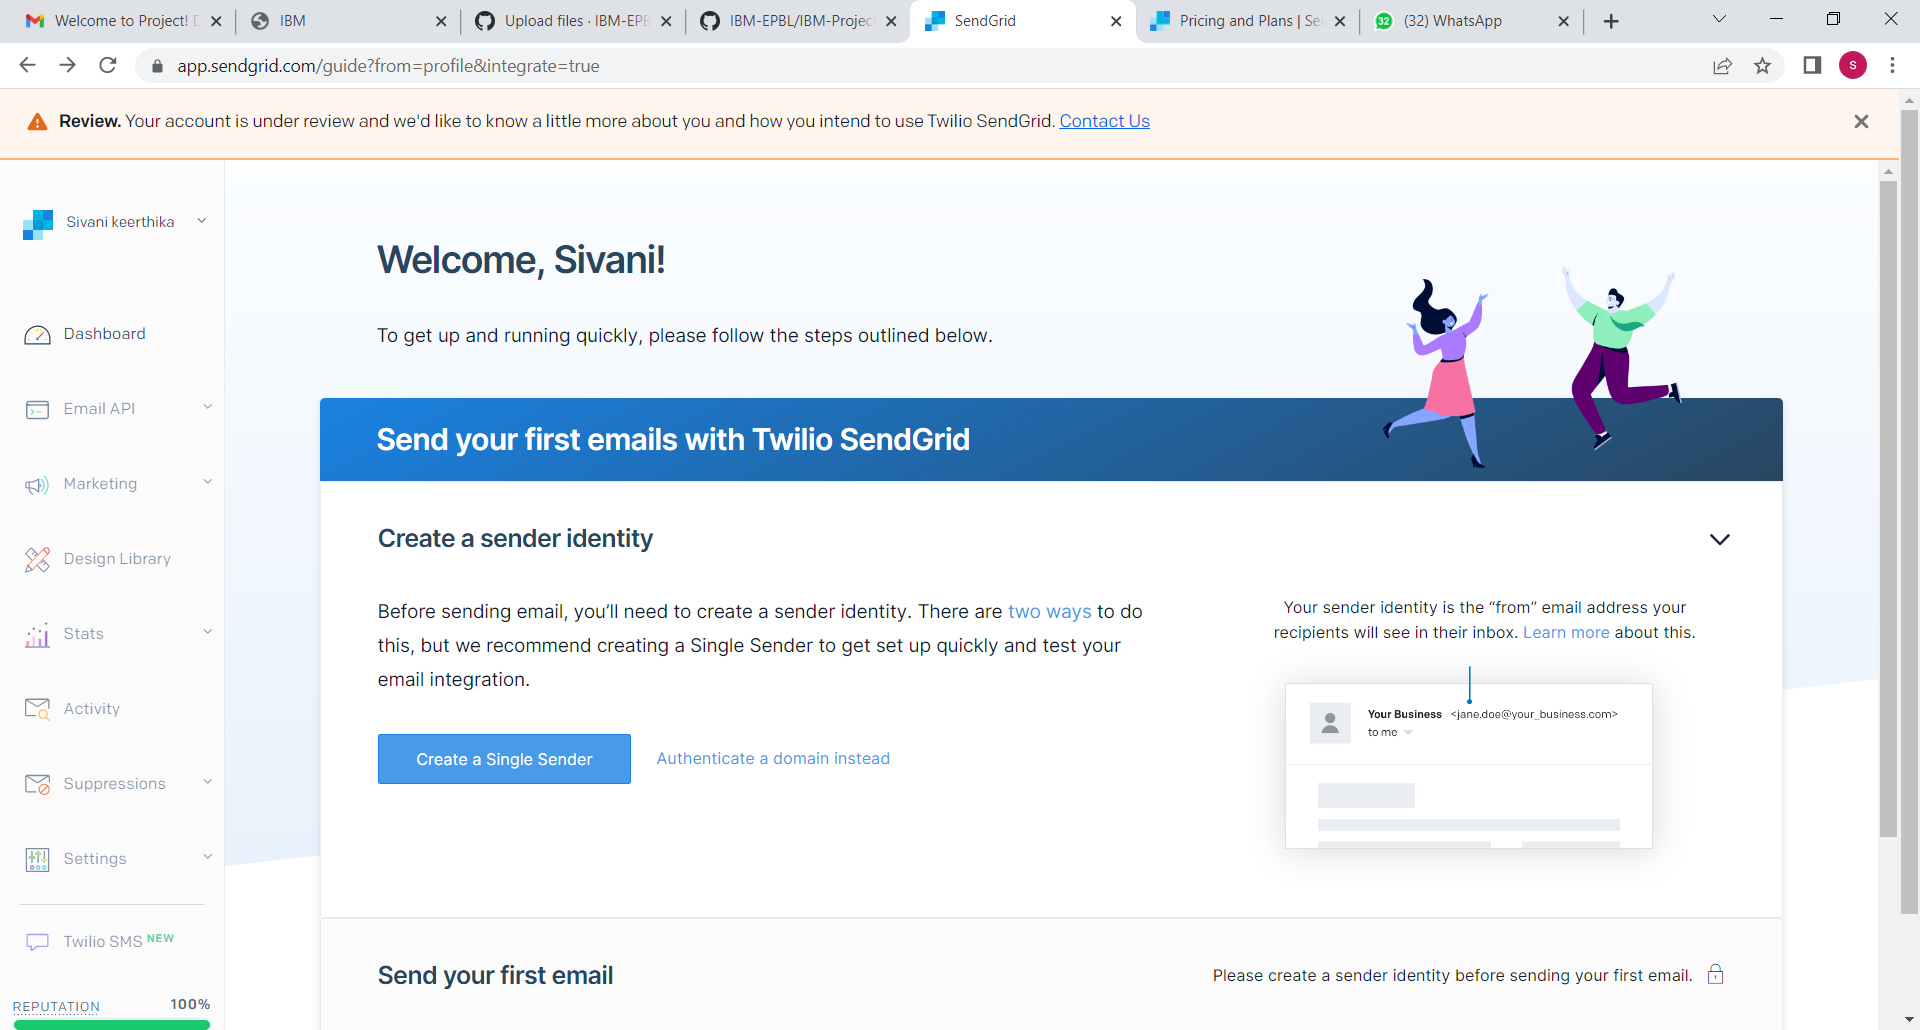 Welcome to Project!
IBM
Upload files · IBM-EPB
IBM-EPBL/IBM-Projec
SendGrid
Pricing and Plans | Se
(32) WhatsApp
app.sendgrid.com/guide?from=profile&integrate=true
S
Review. Your account is under review and we'd like to know a little more about you and how you intend to use Twilio SendGrid. Contact Us
Sivani keerthika
Dashboard
Email API
Marketing
Design Library
Stats
Activity
Suppressions
Settings
Twilio SMS NEW
REPUTATION 100%
Welcome, Sivani!
To get up and running quickly, please follow the steps outlined below.
Send your first emails with Twilio SendGrid
Create a sender identity
Before sending email, you’ll need to create a sender identity. There are two ways to do
this, but we recommend creating a Single Sender to get set up quickly and test your
email integration.
Create a Single Sender
Authenticate a domain instead
Your sender identity is the “from” email address your
recipients will see in their inbox. Learn more about this.
Your Business <jane.doe@your_business.com>
to me
Send your first email
Please create a sender identity before sending your first email.